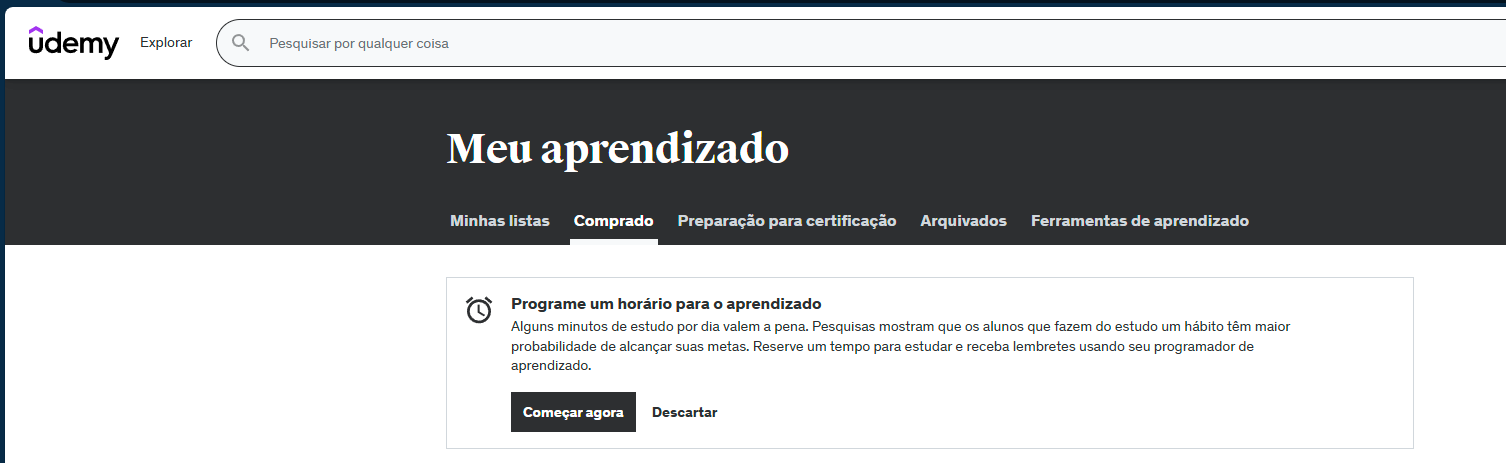 udemy Explorar Pesquisar por qualquer coisa
Meu aprendizado
Minhas listas Comprado Preparação para certificação Arquivados Ferramentas de aprendizado
Programe um horário para o aprendizado
Alguns minutos de estudo por dia valem a pena. Pesquisas mostram que os alunos que fazem do estudo um hábito têm maior
probabilidade de alcançar suas metas. Reserve um tempo para estudar e receba lembretes usando seu programador de
aprendizado.
Começar agora Descartar